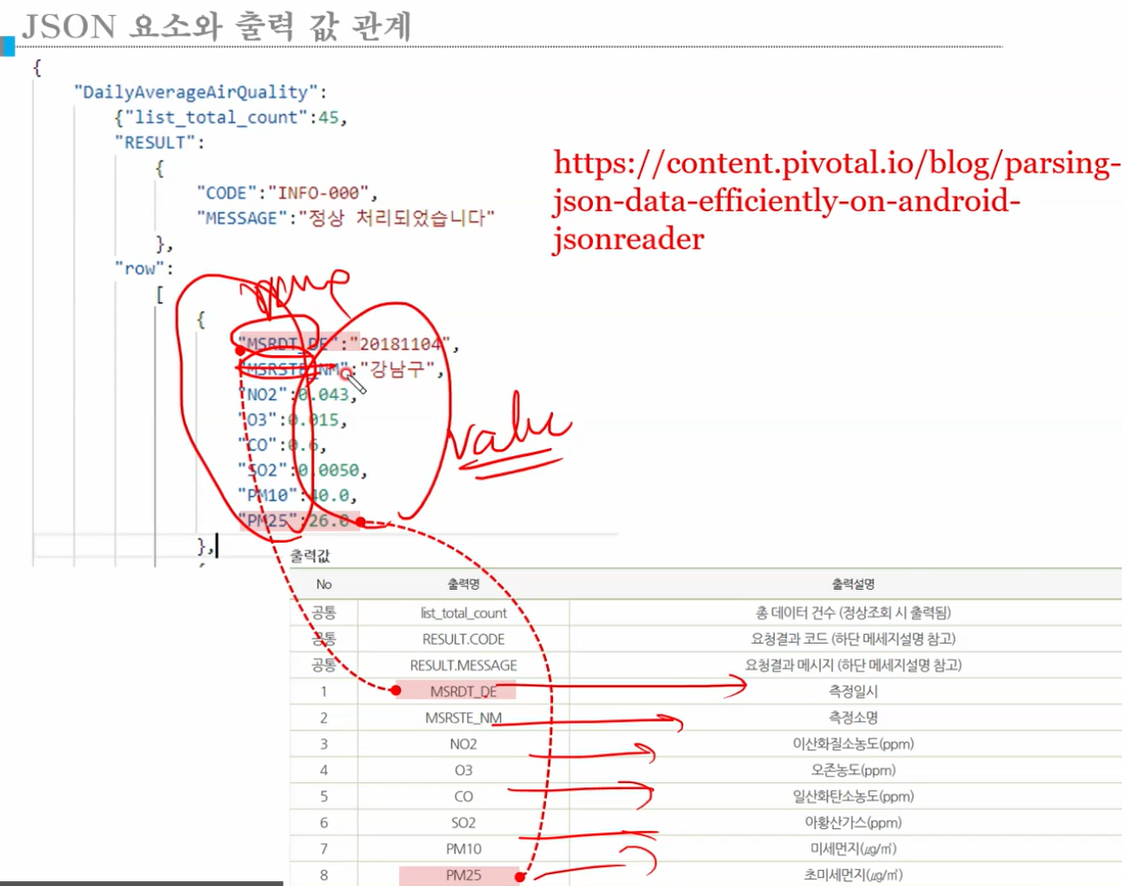 JSON 요소와 출력 값 관계
{
"DailyAverageAirQuality":
{"list_total_count":45,
"RESULT":
{
"CODE":"INFO-000",
"MESSAGE":"정상 처리되었습니다"
},
"row":
[
{
"MSRDT_DE":"20181104",
"MSRSTE_NM":"강남구",
"NO2":0.043,
"O3":0.015,
"CO":0.6,
"SO2":0.0050,
"PM10":40.0,
"PM25":26.0
},
{
https://content.pivotal.io/blog/parsing-
json-data-efficiently-on-android-
jsonreader
name
value
출력값
No 출력명 출력설명
공통 list_total_count 총 데이터 건수 (정상조회 시 출력됨)
공통 RESULT.CODE 요청결과 코드 (하단 메세지설명 참고)
공통 RESULT.MESSAGE 요청결과 메시지 (하단 메세지설명 참고)
1 MSRDT_DE 측정일시
2 MSRSTE_NM 측정소명
3 NO2 이산화질소농도(ppm)
4 O3 오존농도(ppm)
5 CO 일산화탄소농도(ppm)
6 SO2 아황산가스(ppm)
7 PM10 미세먼지(㎍/㎥)
8 PM25 초미세먼지(㎍/㎥)